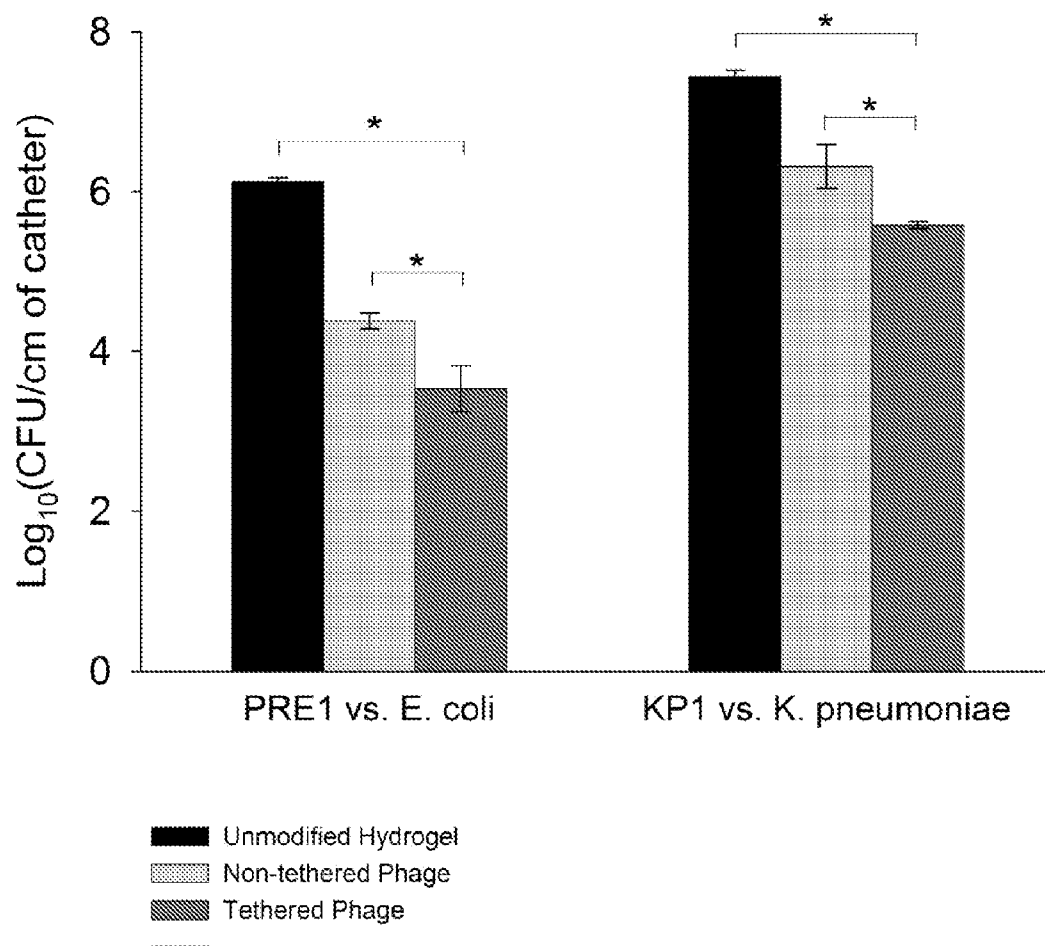 Log10(CFU/cm of catheter)
8
6
4
2
0
*
*
*
*
PRE1 vs. E. coli
KP1 vs. K. pneumoniae
Unmodified Hydrogel
Non-tethered Phage
Tethered Phage